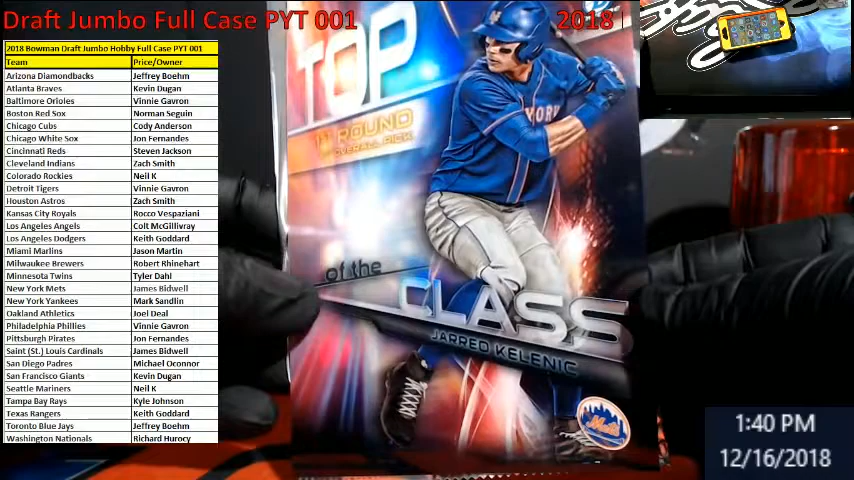 Draft Jumbo Full Case PYT 001
2018
2018 Bowman Draft Jumbo Hobby Full Case PYT 001
Team Price/Owner
Arizona Diamondbacks Jeffrey Boehm
Atlanta Braves Kevin Dugan
Baltimore Orioles Vinnie Gavron
Boston Red Sox Norman Seguin
Chicago Cubs Cody Anderson
Chicago White Sox Jon Fernandes
Cincinnati Reds Steven Jackson
Cleveland Indians Zach Smith
Colorado Rockies Neil K
Detroit Tigers Vinnie Gavron
Houston Astros Zach Smith
Kansas City Royals Rocco Vespaziani
Los Angeles Angels Colt McGillivray
Los Angeles Dodgers Keith Goddard
Miami Marlins Jason Martin
Milwaukee Brewers Robert Rhinehart
Minnesota Twins Tyler Dahl
New York Mets James Bidwell
New York Yankees Mark Sandlin
Oakland Athletics Joel Deal
Philadelphia Phillies Vinnie Gavron
Pittsburgh Pirates Jon Fernandes
Saint (St.) Louis Cardinals James Bidwell
San Diego Padres Michael Oconnor
San Francisco Giants Kevin Dugan
Seattle Mariners Neil K
Tampa Bay Rays Kyle Johnson
Texas Rangers Keith Goddard
Toronto Blue Jays Jeffrey Boehm
Washington Nationals Richard Hurocy
TOP
1st ROUND
OVERALL PICK
YORK
of the
CLASS
JARRED KELENIC
Mets
1:40 PM
12/16/2018